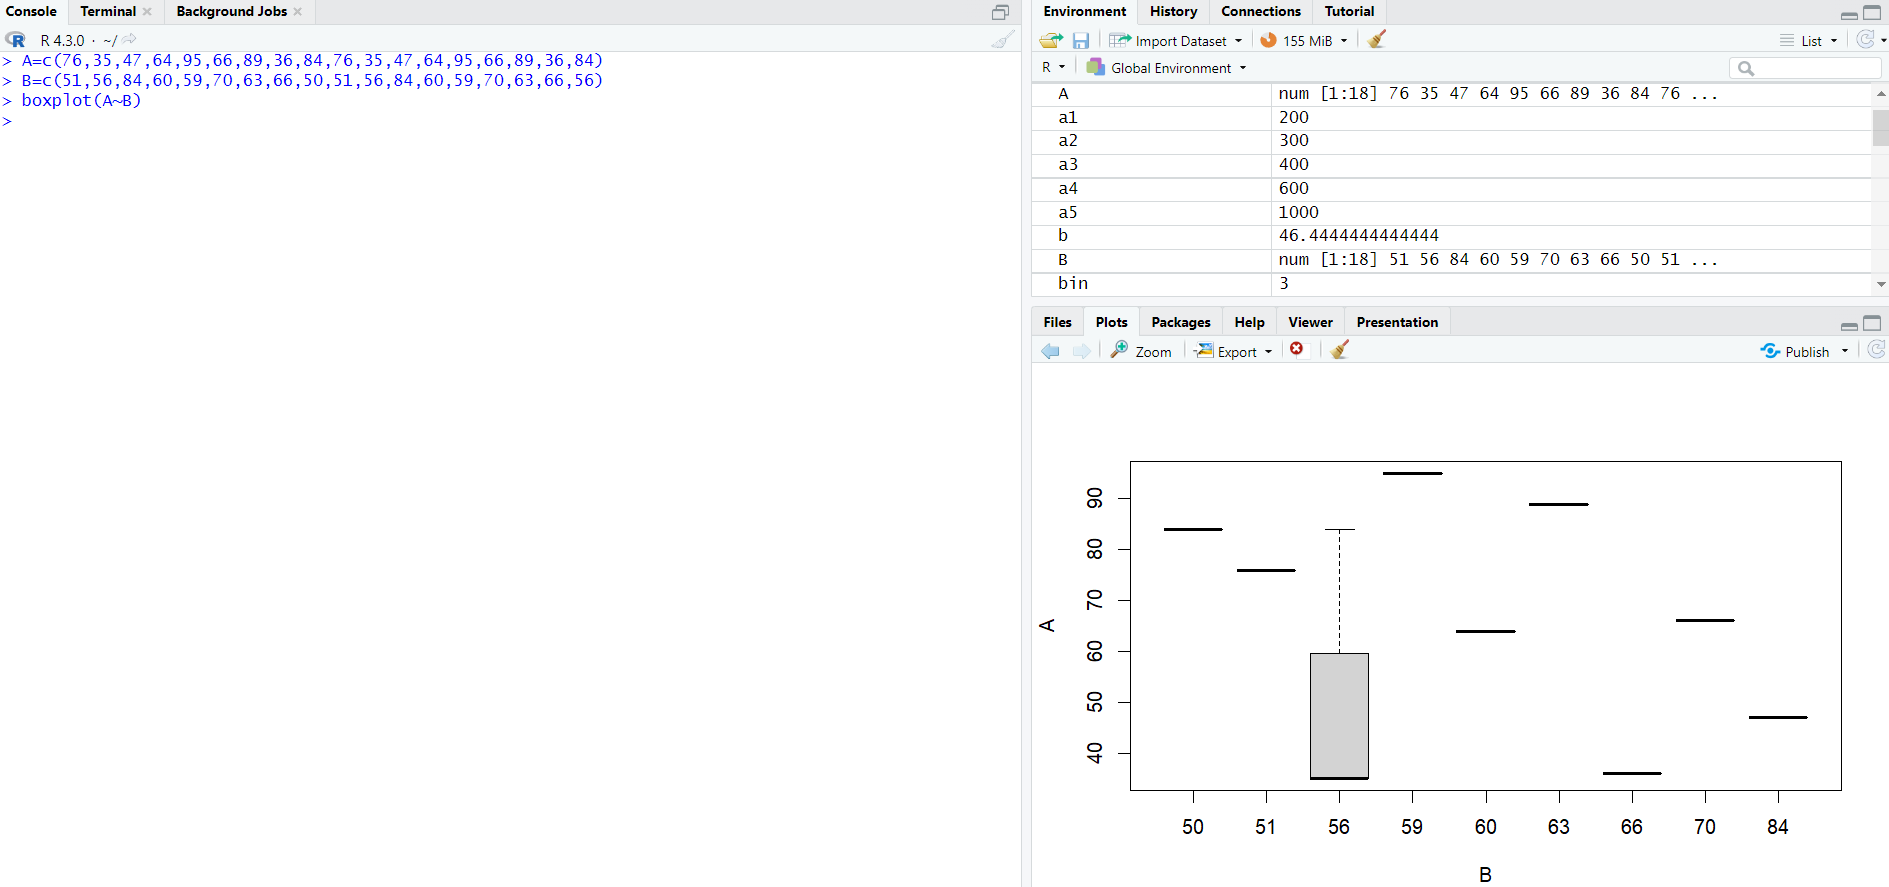 Console Terminal Background Jobs
R 4.3.0 · ~/
> A=c(76,35,47,64,95,66,89,36,84,76,35,47,64,95,66,89,36,84)
> B=c(51,56,84,60,59,70,63,66,50,51,56,84,60,59,70,63,66,56)
> boxplot(A~B)
>
Environment History Connections Tutorial
Import Dataset 155 MiB List
R Global Environment
A num [1:18] 76 35 47 64 95 66 89 36 84 76 ...
a1 200
a2 300
a3 400
a4 600
a5 1000
b 46.4444444444444
B num [1:18] 51 56 84 60 59 70 63 66 50 51 ...
bin 3
Files Plots Packages Help Viewer Presentation
Zoom Export Publish
90
80
70
60
50
40
A
50 51 56 59 60 63 66 70 84
B